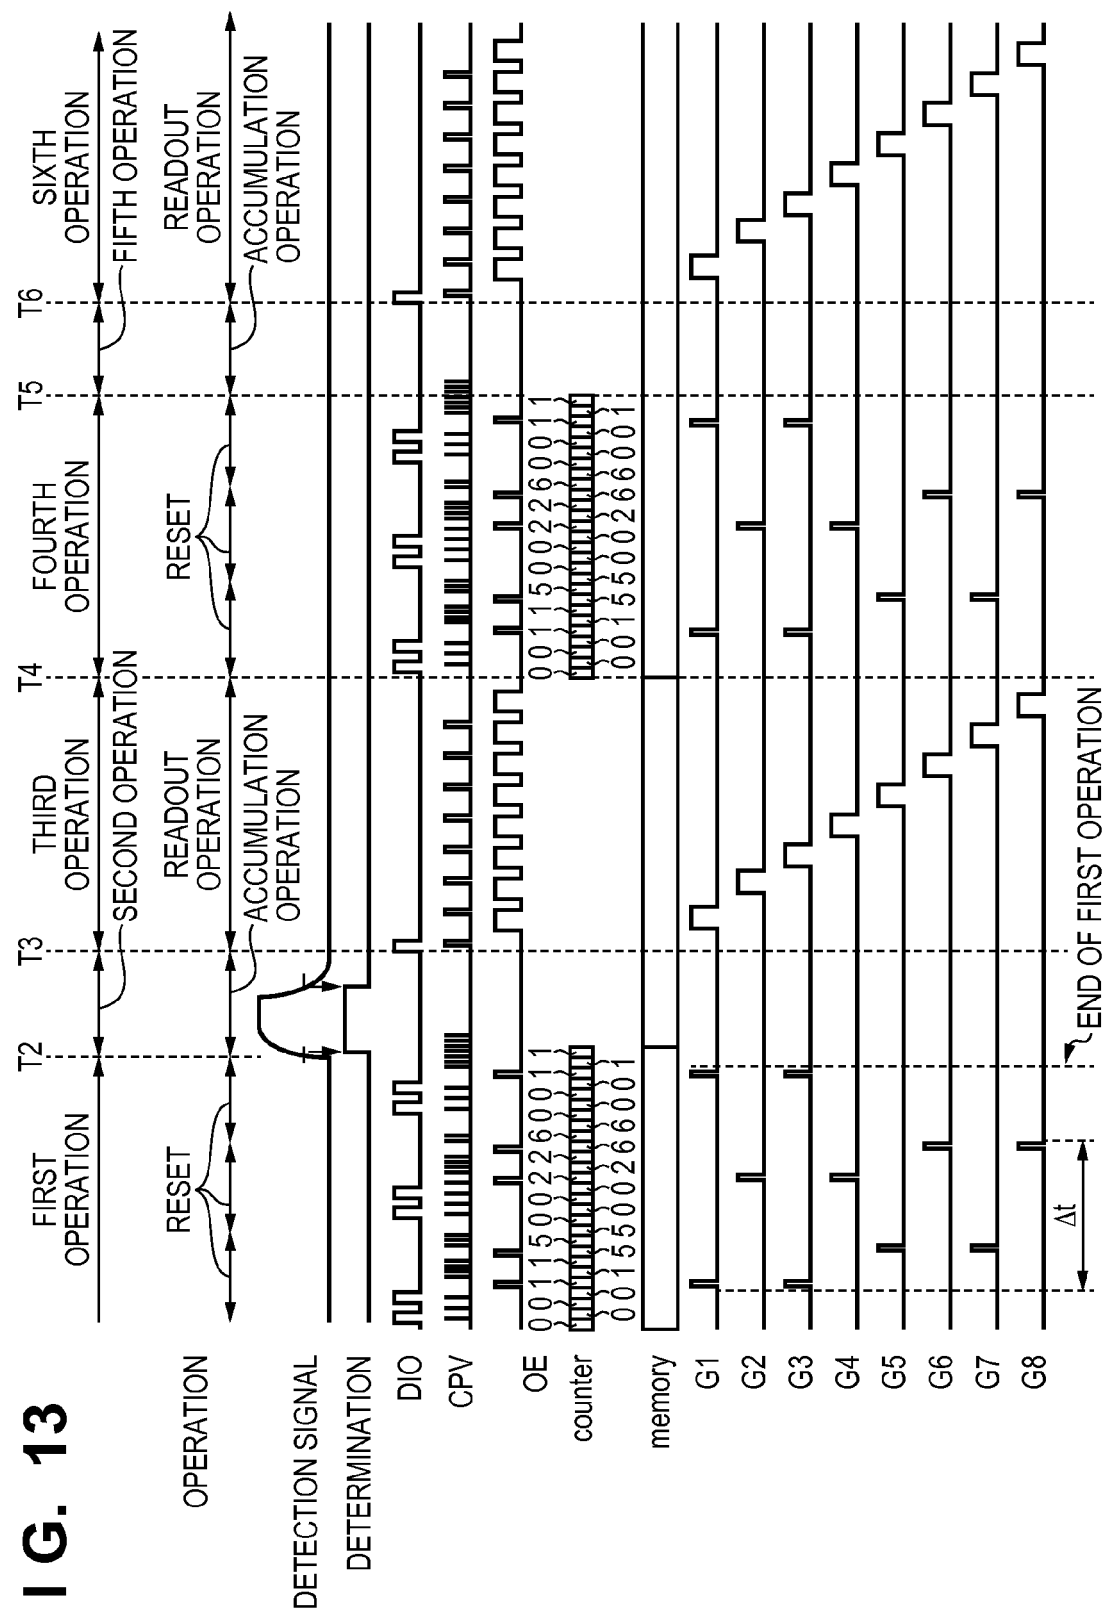 I G. 13
T2
T3
T4
T5
T6
FIRST
OPERATION
THIRD
OPERATION
FOURTH
OPERATION
SIXTH
OPERATION
SECOND OPERATION
FIFTH OPERATION
OPERATION
RESET
READOUT
OPERATION
RESET
READOUT
OPERATION
ACCUMULATION
OPERATION
ACCUMULATION
OPERATION
DETECTION SIGNAL
DETERMINATION
DIO
CPV
OE
0 0 1 1 5 0 0 2 2 6 0 0 1 1
0 0 1 1 5 0 0 2 2 6 0 0 1 1
counter
0 0 1 5 5 0 0 2 6 6 0 0 1
0 0 1 5 5 0 0 2 6 6 0 0 1
memory
G1
G2
G3
G4
G5
G6
G7
G8
Δt
END OF FIRST OPERATION